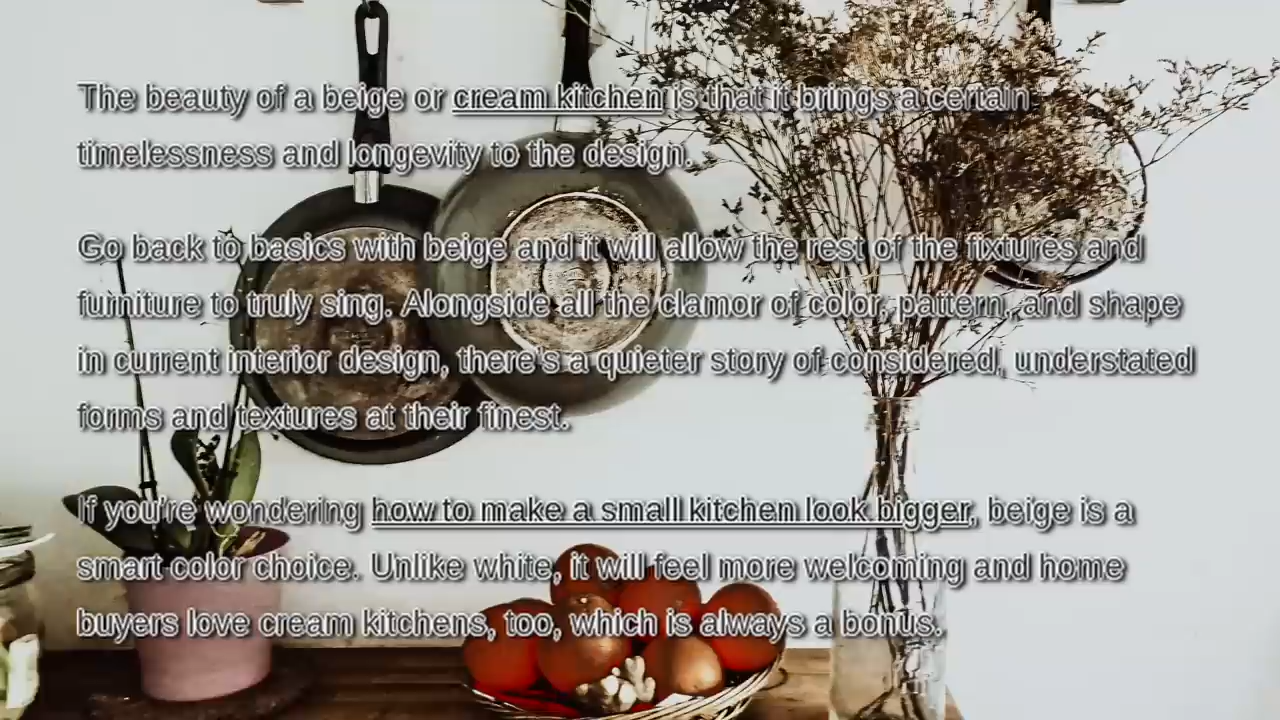 The beauty of a beige or cream kitchen is that it brings a certain
timelessness and longevity to the design.
Go back to basics with beige and it will allow the rest of the fixtures and
furniture to truly sing. Alongside all the clamor of color, pattern, and shape
in current interior design, there's a quieter story of considered, understated
forms and textures at their finest.
If you're wondering how to make a small kitchen look bigger, beige is a
smart color choice. Unlike white, it will feel more welcoming and home
buyers love cream kitchens, too, which is always a bonus.